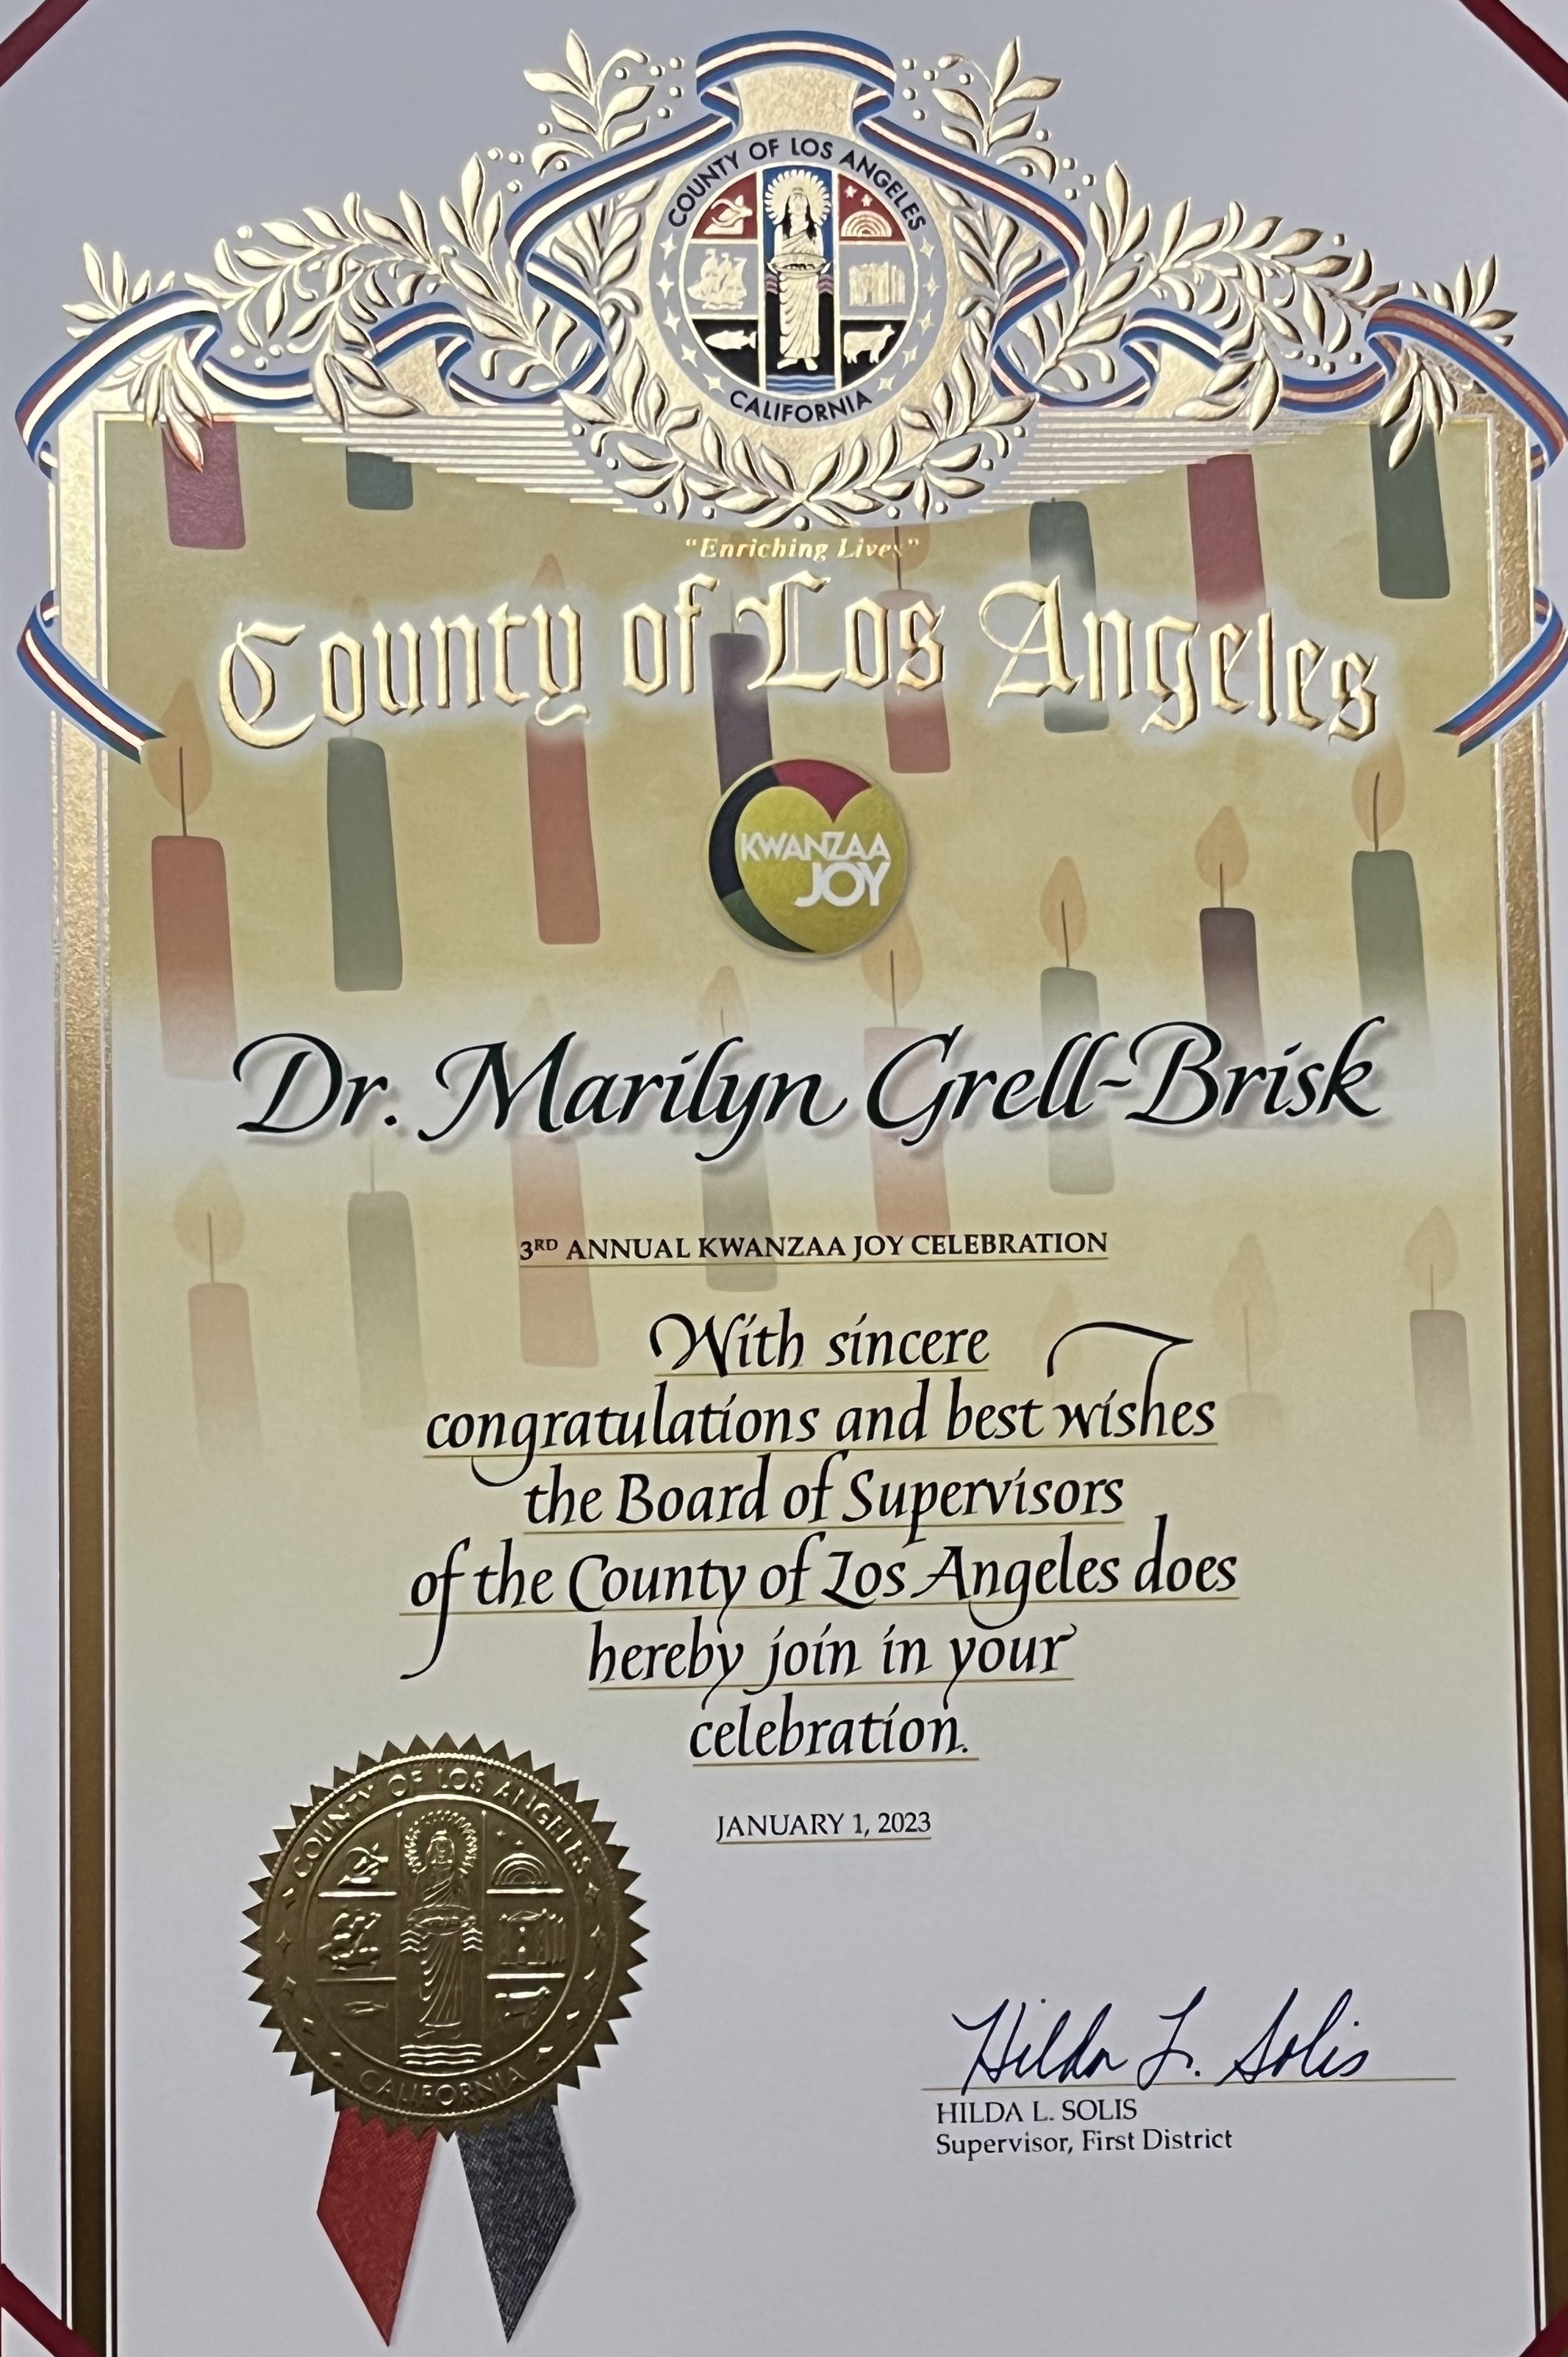 COUNTY OF LOS ANGELES
CALIFORNIA
"Enriching Lives"
County of Los Angeles
KWANZAA
JOY
Dr. Marilyn Grell-Brisk
3RD ANNUAL KWANZAA JOY CELEBRATION
With sincere
congratulations and best wishes
the Board of Supervisors
of the County of Los Angeles does
hereby join in your
celebration.
JANUARY 1, 2023
COUNTY OF LOS ANGELES
CALIFORNIA
Hilda L. Solis
HILDA L. SOLIS
Supervisor, First District